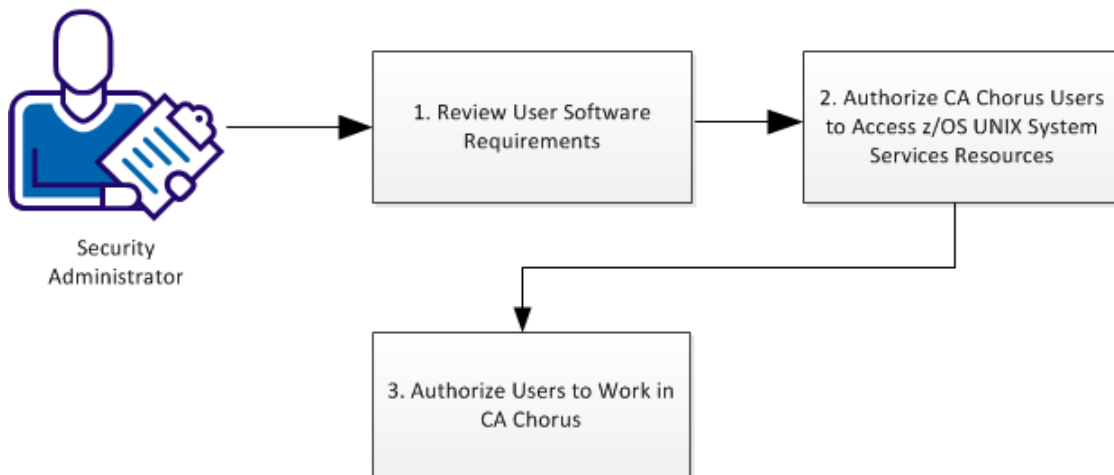 1. Review User Software
Requirements
2. Authorize CA Chorus Users
to Access z/OS UNIX System
Services Resources
Security
Administrator
3. Authorize Users to Work in
CA Chorus